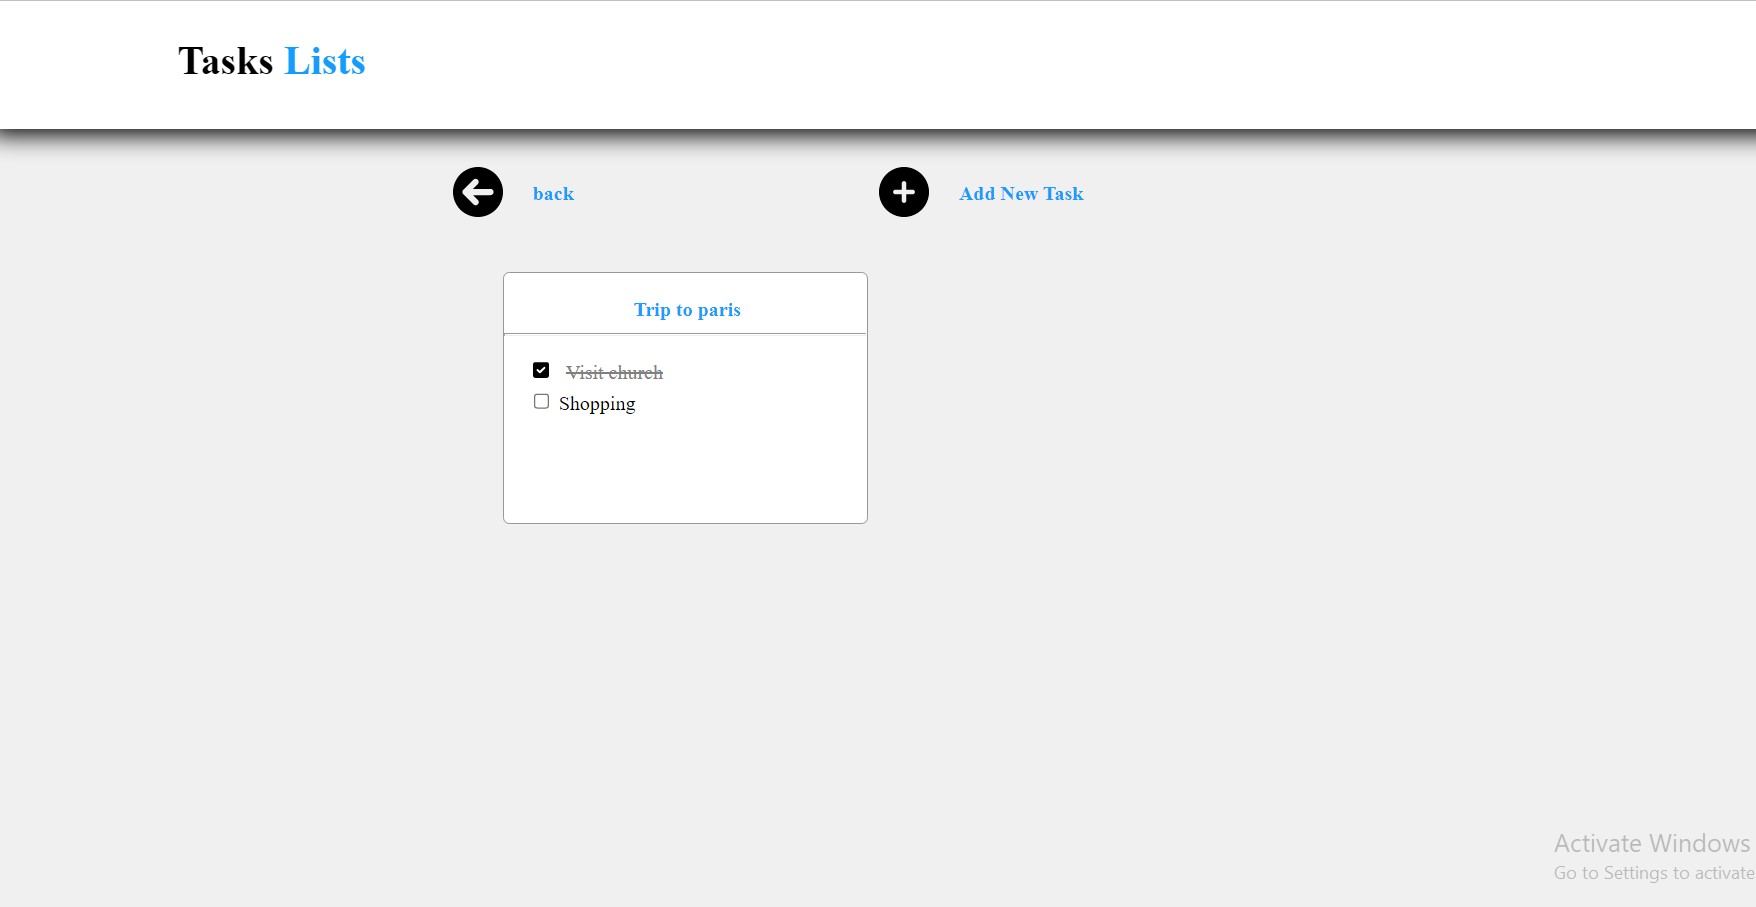 Tasks Lists
back
Add New Task
Trip to paris
Visit church
Shopping
Activate Windows
Go to Settings to activate